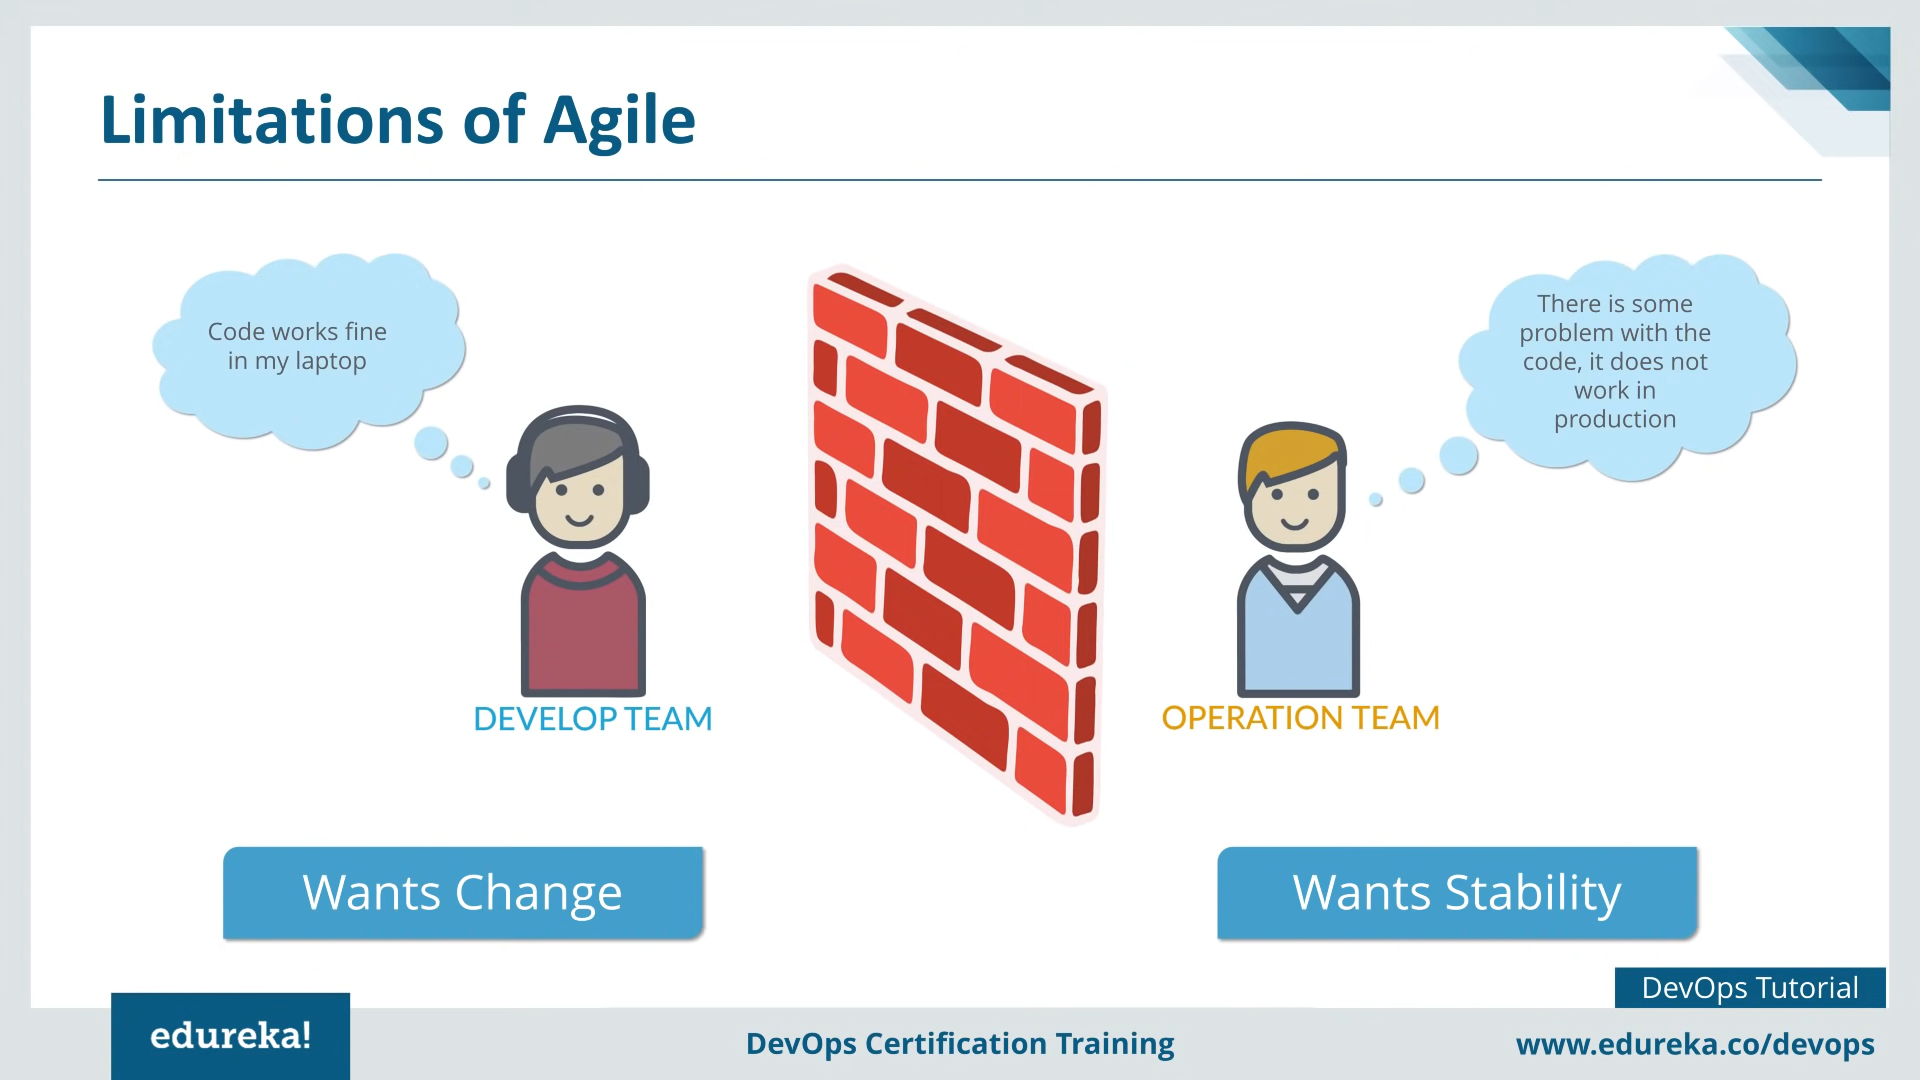 Limitations of Agile
Code works fine
in my laptop
There is some
problem with the
code, it does not
work in
production
DEVELOP TEAM
OPERATION TEAM
Wants Change
Wants Stability
DevOps Tutorial
edureka!
DevOps Certification Training
www.edureka.co/devops